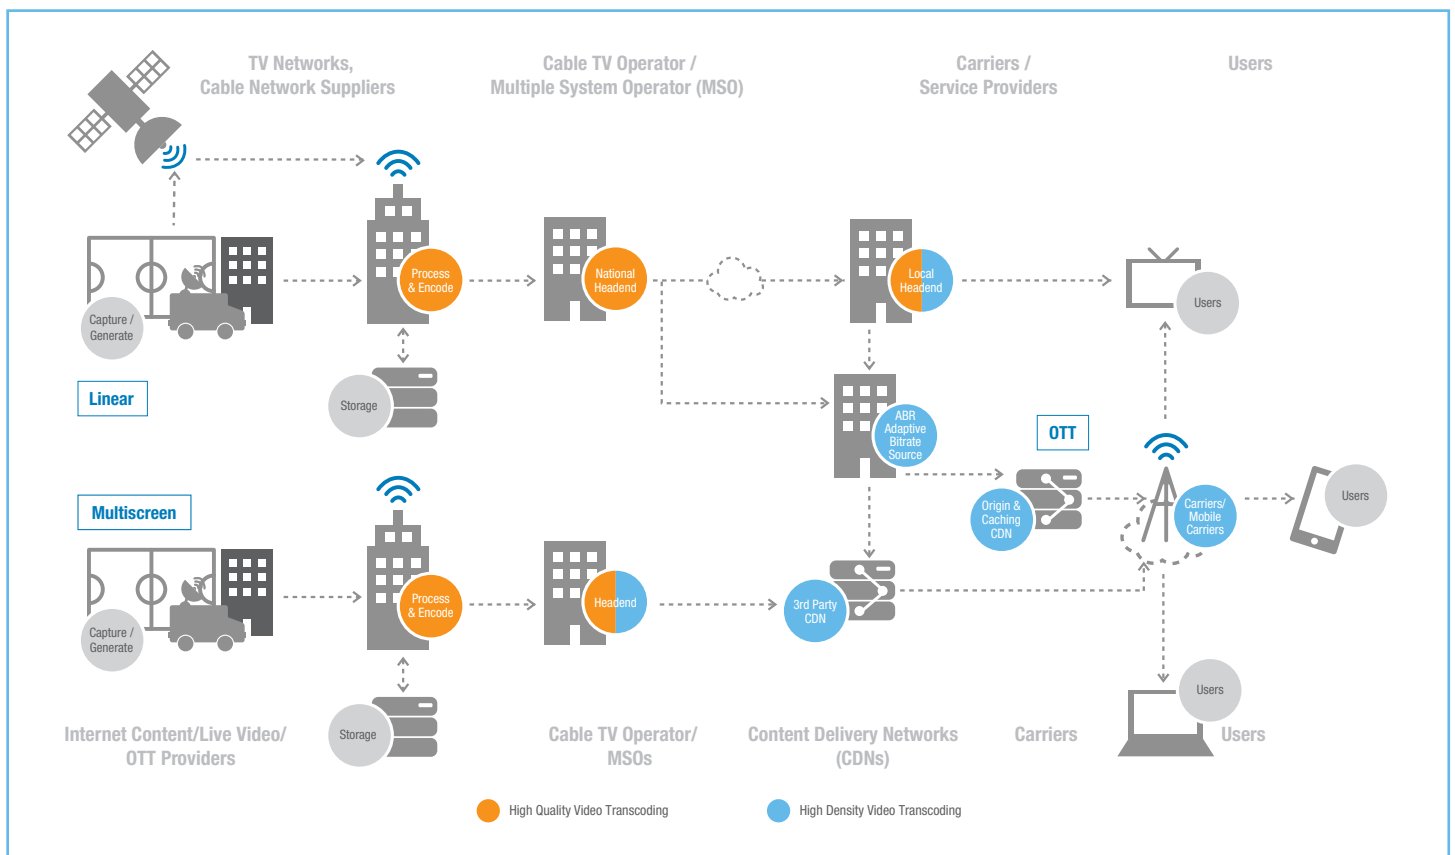 TV Networks,
Cable Network Suppliers
Cable TV Operator /
Multiple System Operator (MSO)
Carriers /
Service Providers
Users
Capture /
Generate
Process
& Encode
National
Headend
Local
Headend
Users
Linear
Storage
ABR
Adaptive
Bitrate
Source
OTT
Multiscreen
Origin &
Caching
CDN
Carriers/
Mobile
Carriers
Users
Capture /
Generate
Process
& Encode
Headend
3rd Party
CDN
Users
Storage
Internet Content/Live Video/
OTT Providers
Cable TV Operator/
MSOs
Content Delivery Networks
(CDNs)
Carriers
Users
High Quality Video Transcoding
High Density Video Transcoding